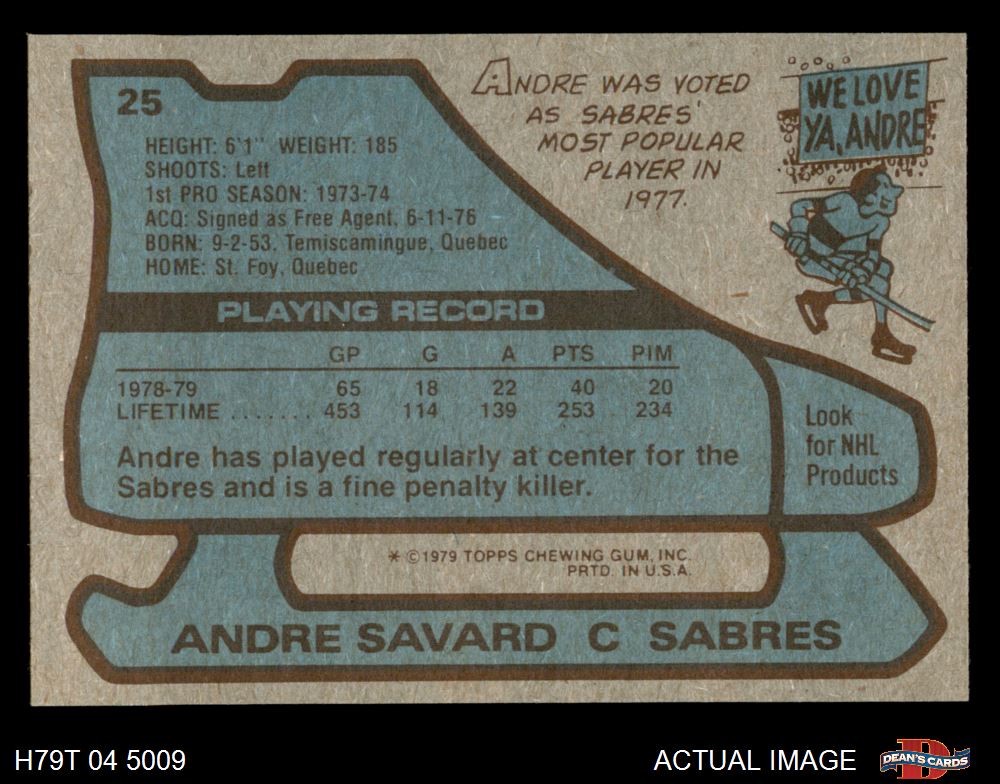 25
HEIGHT: 6'1" WEIGHT: 185
SHOOTS: Left
1st PRO SEASON: 1973-74
ACQ: Signed as Free Agent. 6-11-76
BORN: 9-2-53. Temiscamingue, Quebec
HOME: St. Foy, Quebec
ANDRE WAS VOTED
AS SABRES'
MOST POPULAR
PLAYER IN
1977.
WE LOVE
YA, ANDRE
PLAYING RECORD
GP G A PTS PIM
1978-79 65 18 22 40 20
LIFETIME ....... 453 114 139 253 234
Andre has played regularly at center for the
Sabres and is a fine penalty killer.
Look
for NHL
Products
* ©1979 TOPPS CHEWING GUM, INC.
PRTD. IN U.S.A.
ANDRE SAVARD C SABRES
H79T 04 5009
ACTUAL IMAGE
DEAN'S CARDS